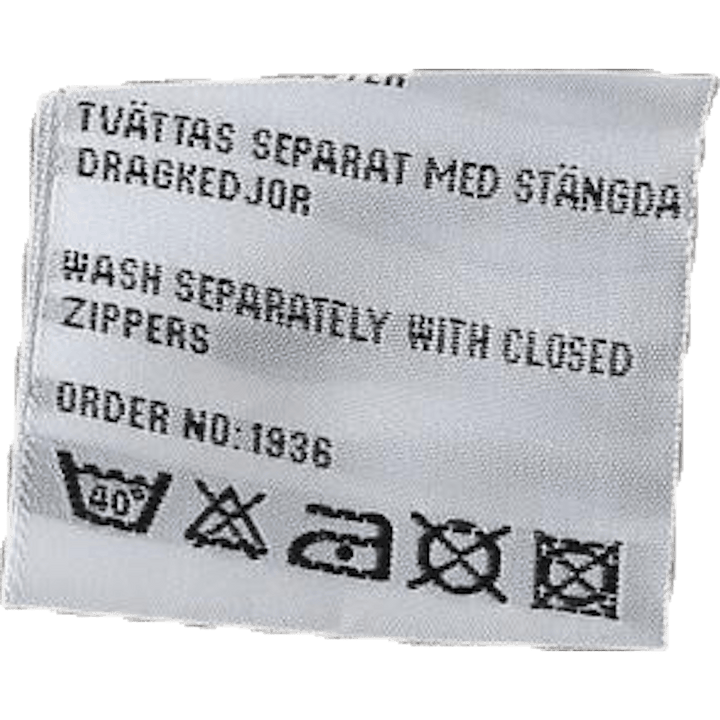 TVÄTTAS SEPARAT MED STÄNGDA
DRAGKEDJOR
WASH SEPARATELY WITH CLOSED
ZIPPERS
ORDER NO: 1936
40°